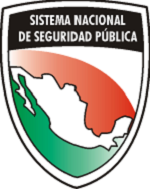 SISTEMA NACIONAL
DE SEGURIDAD PÚBLICA